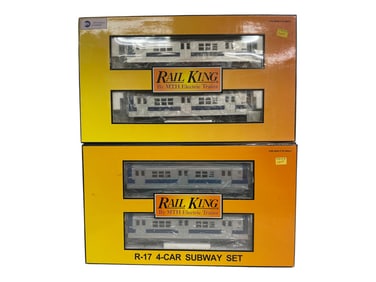 RAIL KING
By MTH Electric Trains
RAIL KING
By MTH Electric Trains
R-17 4-CAR SUBWAY SET